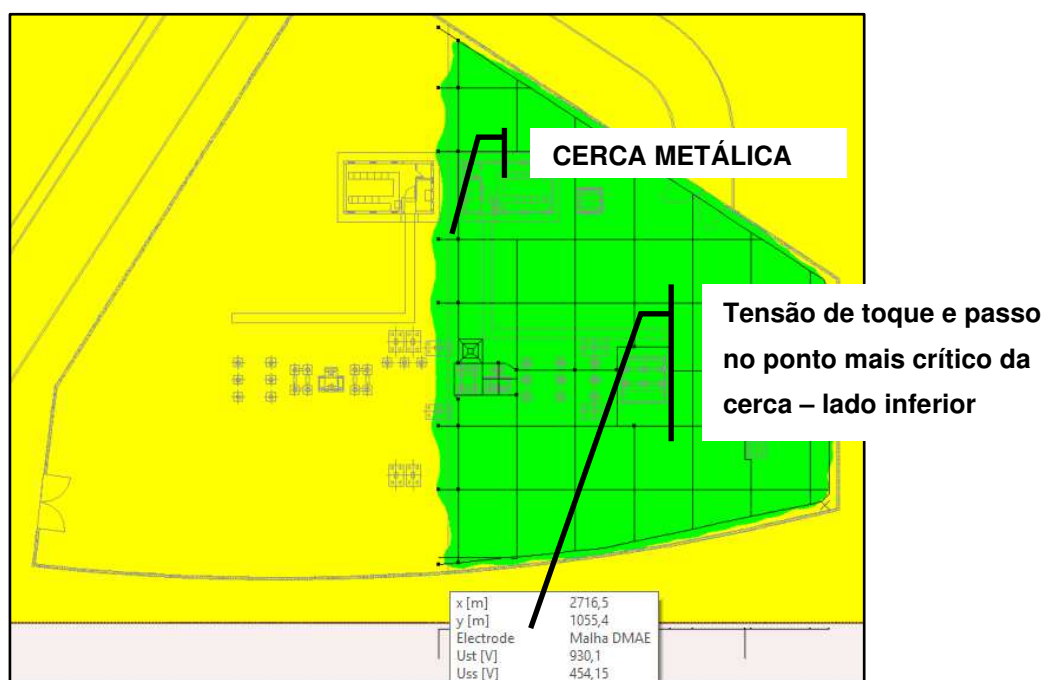 CERCA METÁLICA
Tensão de toque e passo
no ponto mais crítico da
cerca – lado inferior
x [m] 2716,5
y [m] 1055,4
Electrode Malha DMAE
Ust [V] 930,1
Uss [V] 454,15